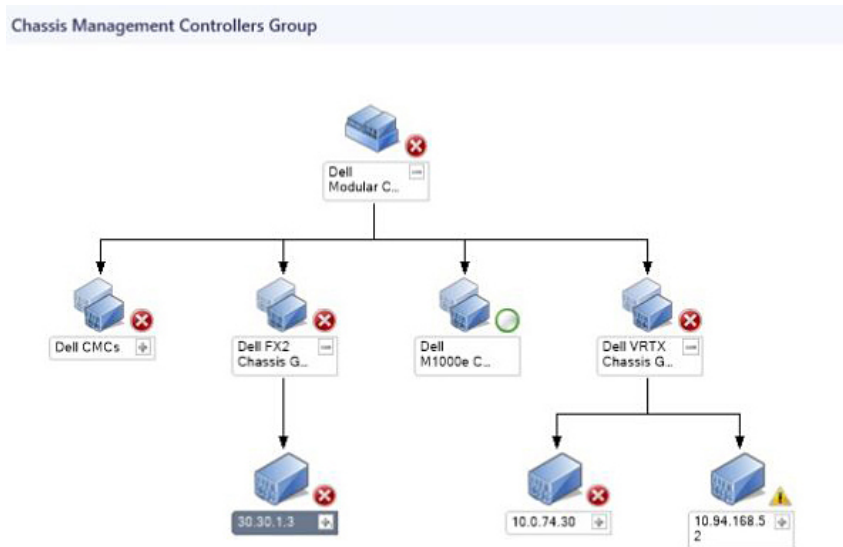 Chassis Management Controllers Group
Dell
Modular C...
Dell CMCs
Dell FX2
Chassis G...
Dell
M1000e C...
Dell VRTX
Chassis G...
30.30.1.3
10.0.74.30
10.94.168.5
2